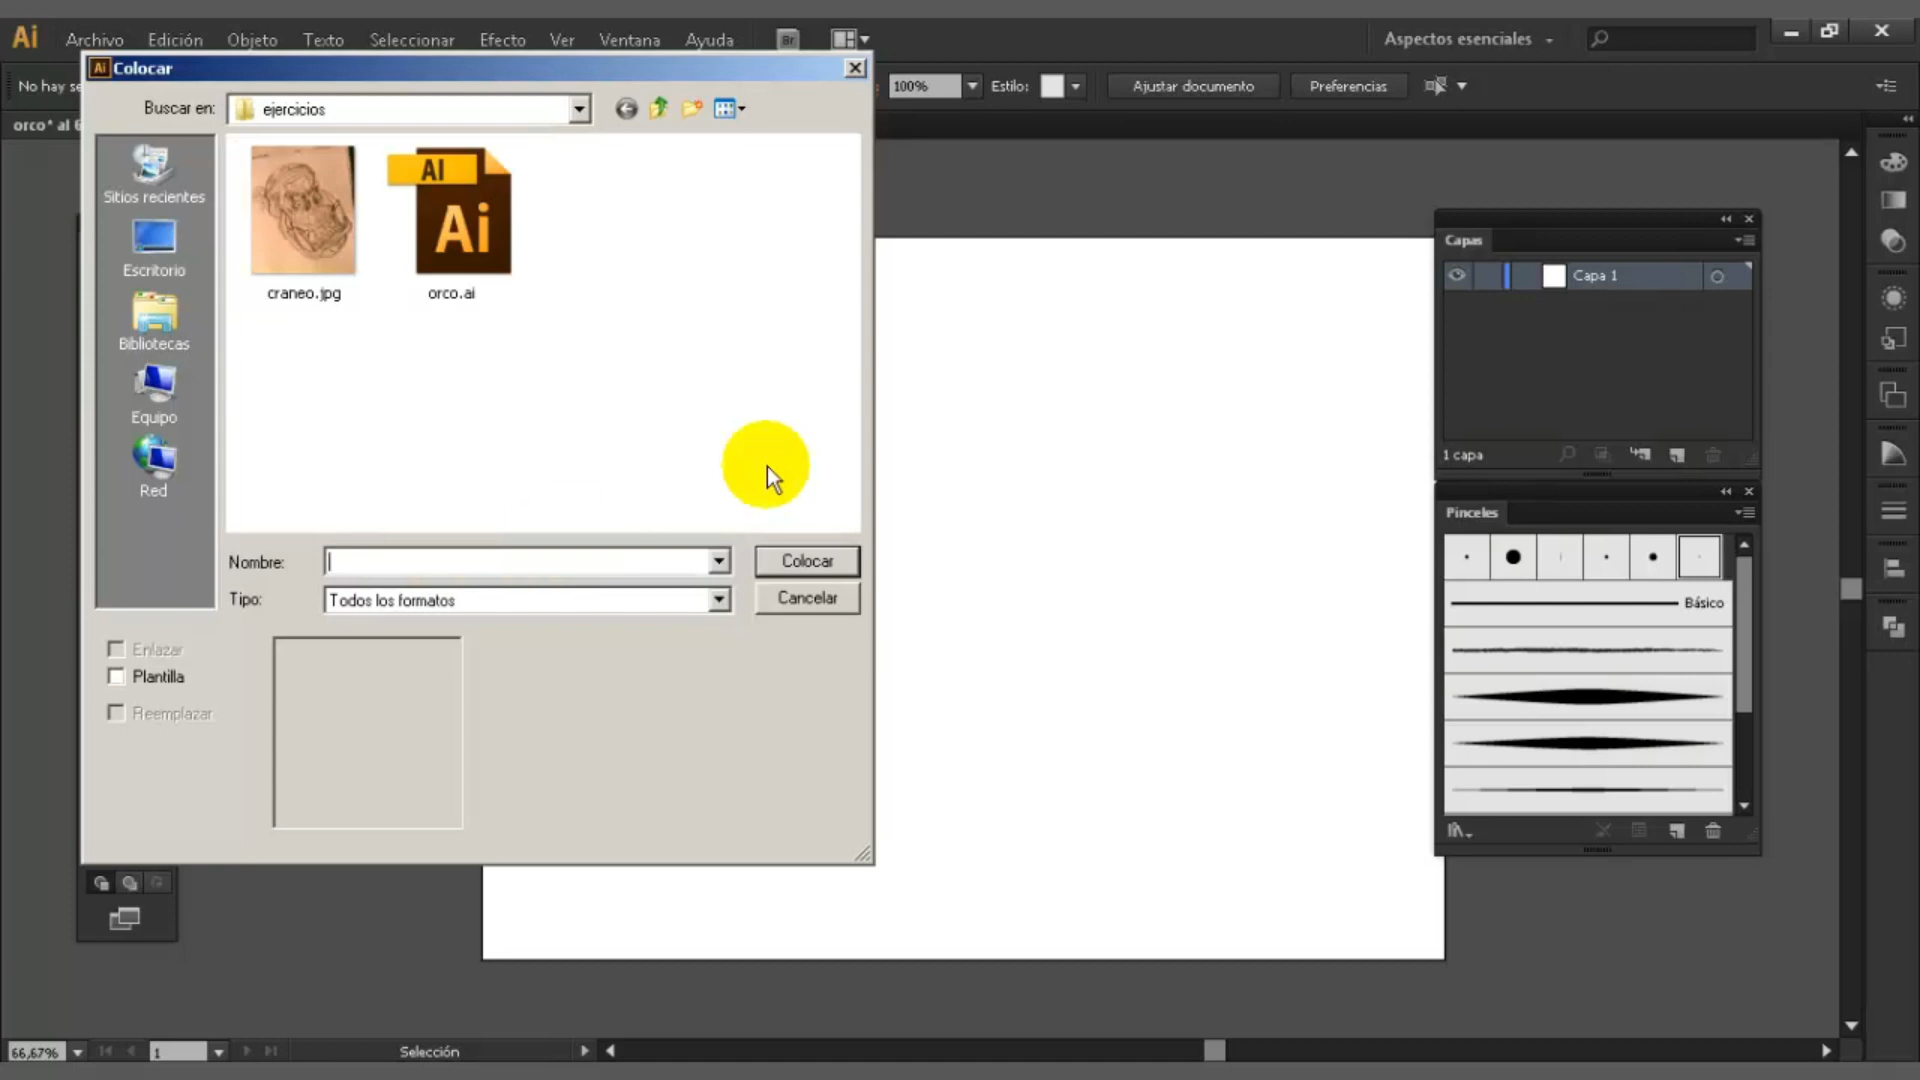 Ai Archivo Edición Objeto Texto Seleccionar Efecto Ver Ventana Ayuda Br Aspectos esenciales
Ai Colocar
No hay se
100% Estilo: Ajustar documento Preferencias
Buscar en: ejercicios
orco* al 6
Sitios recientes
Escritorio
Bibliotecas
Equipo
Red
AI
Ai
craneo.jpg orco.ai
Nombre: Colocar
Tipo: Todos los formatos Cancelar
Enlazar
Plantilla
Reemplazar
Capas
Capa 1
1 capa
Pinceles
Básico
66,67% 1 Selección